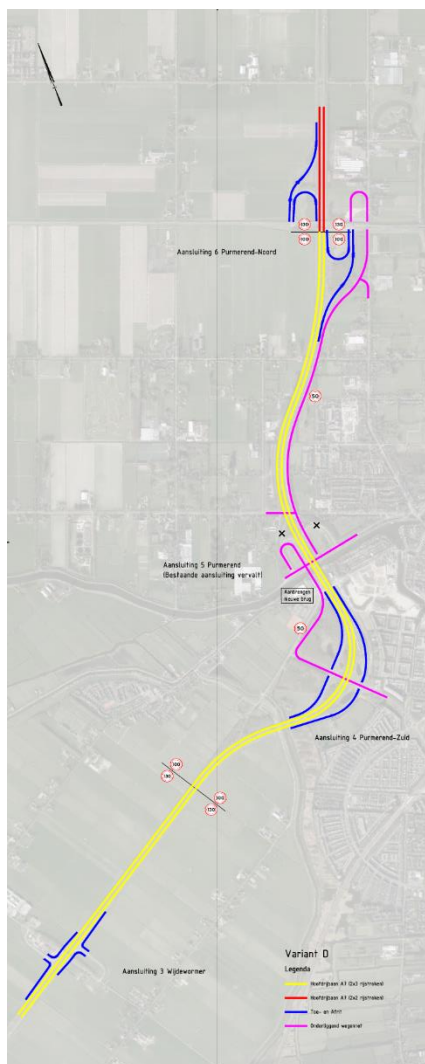 130
130
100
100
Aansluiting 6 Purmerend-Noord
50
Aansluiting 5 Purmerend
(Bestaande aansluiting vervalt)
Aanbrengen
nieuwe brug
50
Aansluiting 4 Purmerend-Zuid
100
130
100
130
Aansluiting 3 Wijdewormer
Variant D
Legenda
Hoofdrijbaan A7 (2x3 rijstroken)
Hoofdrijbaan A7 (2x2 rijstroken)
Toe- en Afrit
Onderliggend wegennet